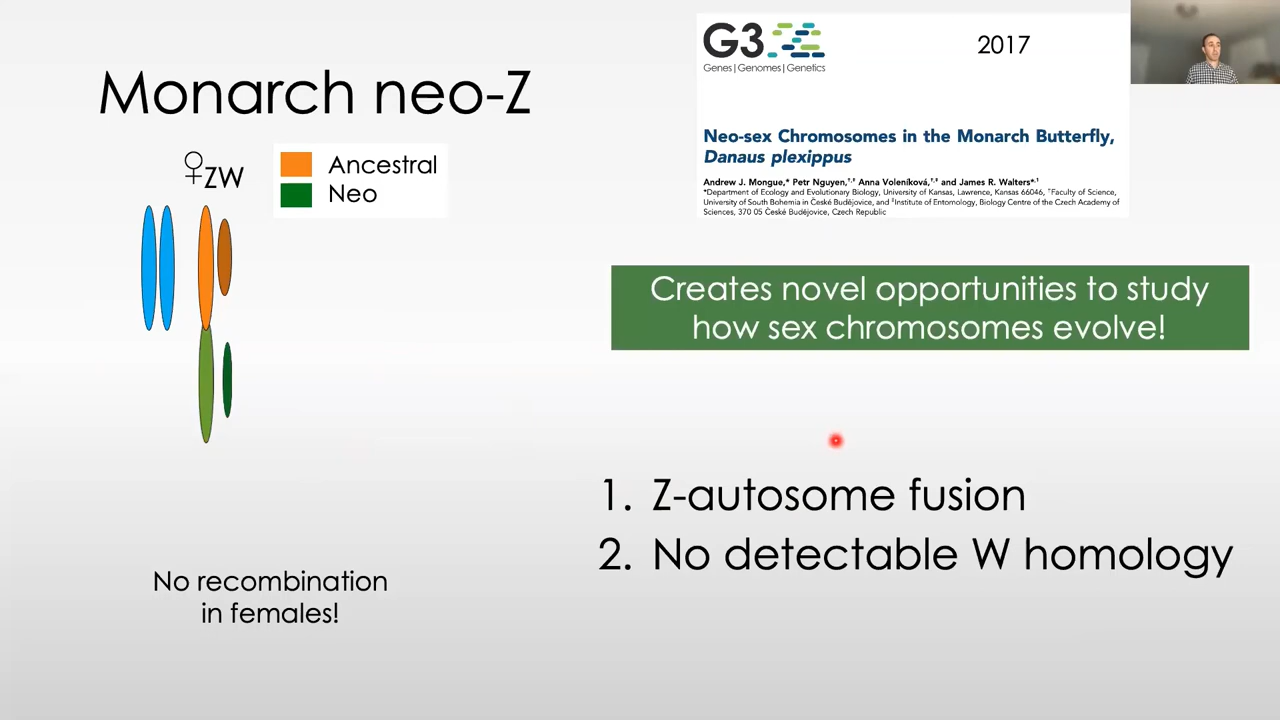 Monarch neo-Z
♀ZW
Ancestral
Neo
No recombination
in females!
G3
Genes|Genomes|Genetics
2017
Neo-sex Chromosomes in the Monarch Butterfly,
Danaus plexippus
Andrew J. Mongue,* Petr Nguyen,†,‡ Anna Voleníková,†,‡ and James R. Walters*,1
*Department of Ecology and Evolutionary Biology, University of Kansas, Lawrence, Kansas 66046, †Faculty of Science,
University of South Bohemia in České Budějovice, and ‡Institute of Entomology, Biology Centre of the Czech Academy of
Sciences, 370 05 České Budějovice, Czech Republic
Creates novel opportunities to study
how sex chromosomes evolve!
1. Z-autosome fusion
2. No detectable W homology